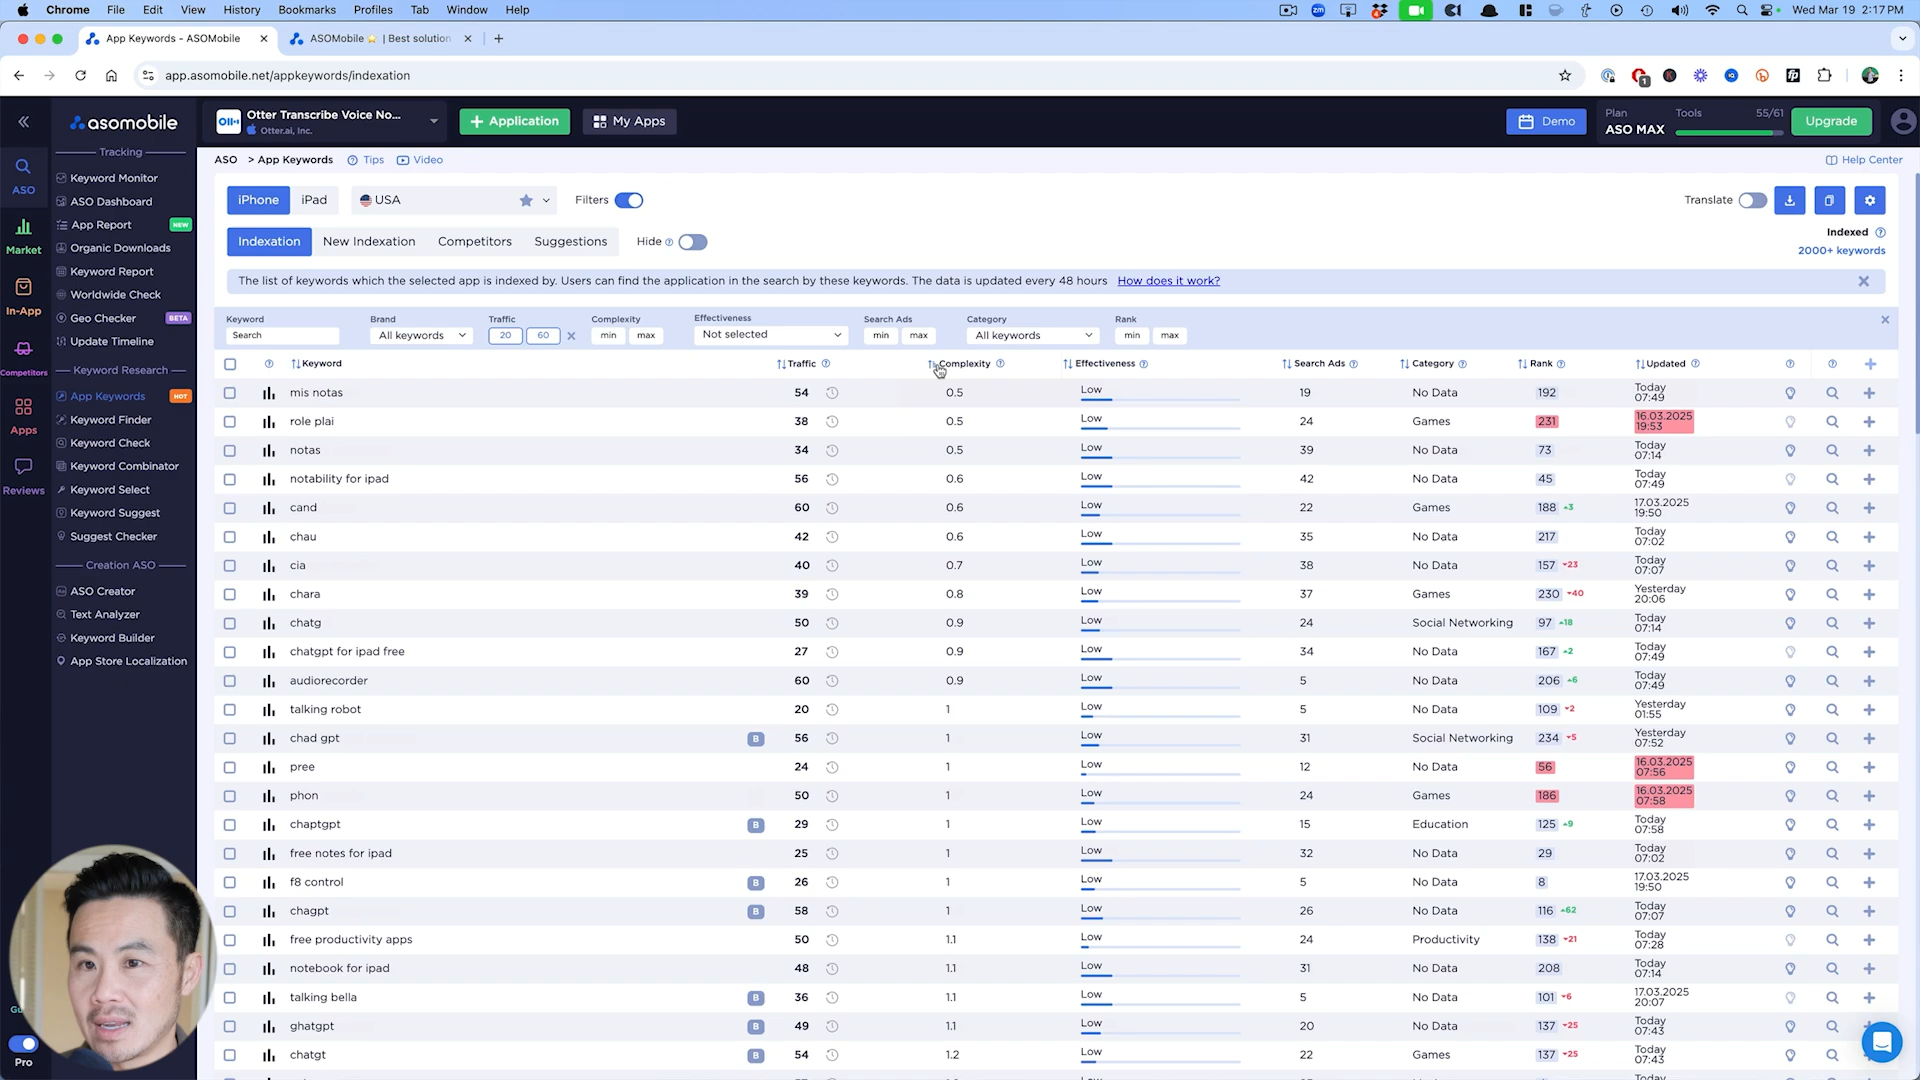 Chrome File Edit View History Bookmarks Profiles Tab Window Help Wed Mar 19 2:17 PM
App Keywords - ASOMobile
ASOMobile ⭐ | Best solution
app.asomobile.net/appkeywords/indexation
asomobile
Otter Transcribe Voice No...
Otter.ai, Inc.
+ Application
My Apps
Demo
Plan
ASO MAX
Tools 55/61
Upgrade
ASO
Market
In-App
Competitors
Apps
Reviews
Pro
Tracking
Keyword Monitor
ASO Dashboard
App Report NEW
Organic Downloads
Keyword Report
Worldwide Check
Geo Checker BETA
Update Timeline
Keyword Research
App Keywords HOT
Keyword Finder
Keyword Check
Keyword Combinator
Keyword Select
Keyword Suggest
Suggest Checker
Creation ASO
ASO Creator
Text Analyzer
Keyword Builder
App Store Localization
ASO > App Keywords Tips Video Help Center
iPhone iPad USA Filters Translate
Indexation New Indexation Competitors Suggestions Hide
Indexed
2000+ keywords
The list of keywords which the selected app is indexed by. Users can find the application in the search by these keywords. The data is updated every 48 hours How does it work?
Keyword Brand Traffic Complexity Effectiveness Search Ads Category Rank
Search All keywords 20 60 min max Not selected min max All keywords min max
Keyword Traffic Complexity Effectiveness Search Ads Category Rank Updated
mis notas 54 0.5 Low 19 No Data 192 Today 07:49
role plai 38 0.5 Low 24 Games 231 16.03.2025 19:53
notas 34 0.5 Low 39 No Data 73 Today 07:14
notability for ipad 56 0.6 Low 42 No Data 45 Today 07:49
cand 60 0.6 Low 22 Games 188 3 17.03.2025 19:50
chau 42 0.6 Low 35 No Data 217 Today 07:02
cia 40 0.7 Low 38 No Data 157 23 Today 07:07
chara 39 0.8 Low 37 Games 230 40 Yesterday 20:06
chatg 50 0.9 Low 24 Social Networking 97 18 Today 07:14
chatgpt for ipad free 27 0.9 Low 34 No Data 167 2 Today 07:49
audiorecorder 60 0.9 Low 5 No Data 206 6 Today 07:49
talking robot 20 1 Low 5 No Data 109 2 Yesterday 01:55
chad gpt B 56 1 Low 31 Social Networking 234 5 Yesterday 07:52
pree 24 1 Low 12 No Data 56 16.03.2025 07:56
phon 50 1 Low 24 Games 186 16.03.2025 07:58
chaptgpt B 29 1 Low 15 Education 125 9 Today 07:58
free notes for ipad 25 1 Low 32 No Data 29 Today 07:02
f8 control B 26 1 Low 5 No Data 8 17.03.2025 19:50
chagpt B 58 1 Low 26 No Data 116 62 Today 07:07
free productivity apps 50 1.1 Low 24 Productivity 138 21 Today 07:28
notebook for ipad 48 1.1 Low 31 No Data 208 Today 07:14
talking bella B 36 1.1 Low 5 No Data 101 6 17.03.2025 20:07
ghatgpt B 49 1.1 Low 20 No Data 137 25 Today 07:43
chatgt B 54 1.2 Low 22 Games 137 25 Today 07:43